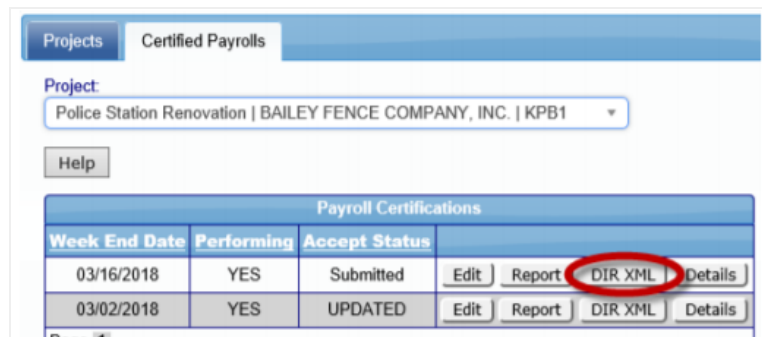 Projects Certified Payrolls
Project:
Police Station Renovation | BAILEY FENCE COMPANY, INC. | KPB1
Help
Payroll Certifications
Week End Date Performing Accept Status
03/16/2018 YES Submitted Edit Report DIR XML Details
03/02/2018 YES UPDATED Edit Report DIR XML Details